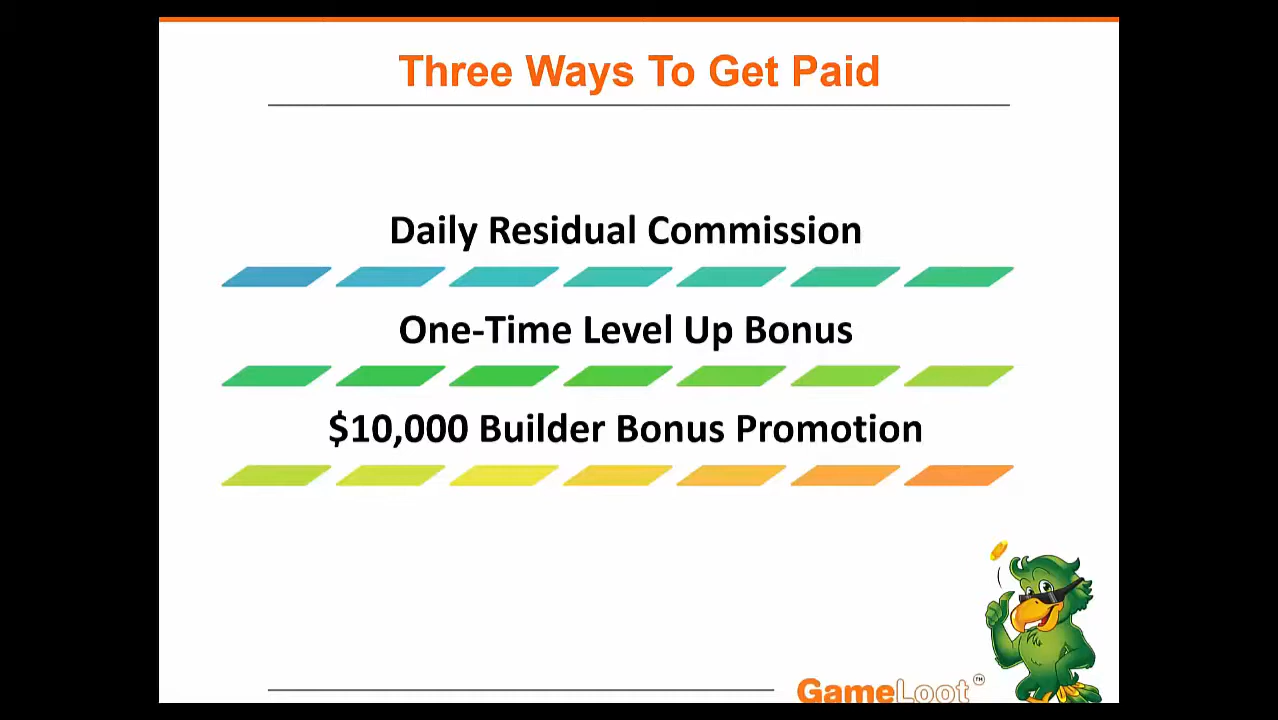 Three Ways To Get Paid
Daily Residual Commission
One-Time Level Up Bonus
$10,000 Builder Bonus Promotion
GameLoot™